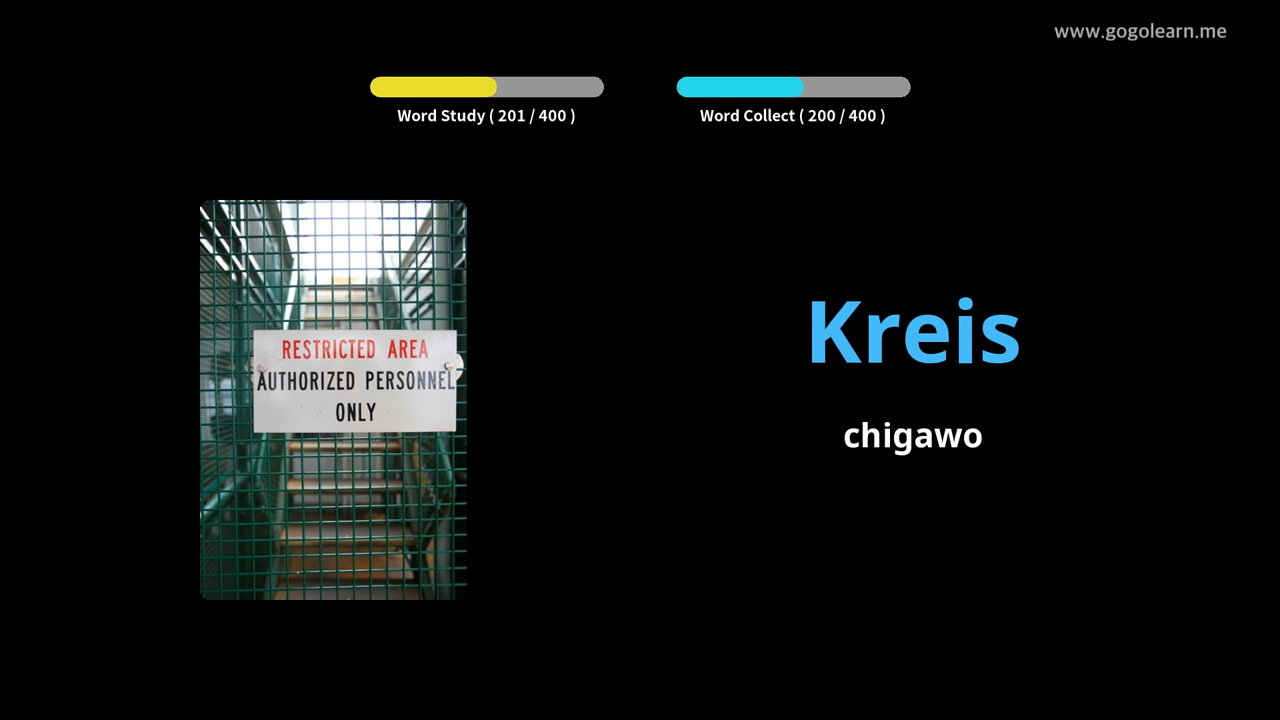 www.gogolearn.me
Word Study ( 201 / 400 )
Word Collect ( 200 / 400 )
RESTRICTED AREA
AUTHORIZED PERSONNEL
ONLY
Kreis
chigawo